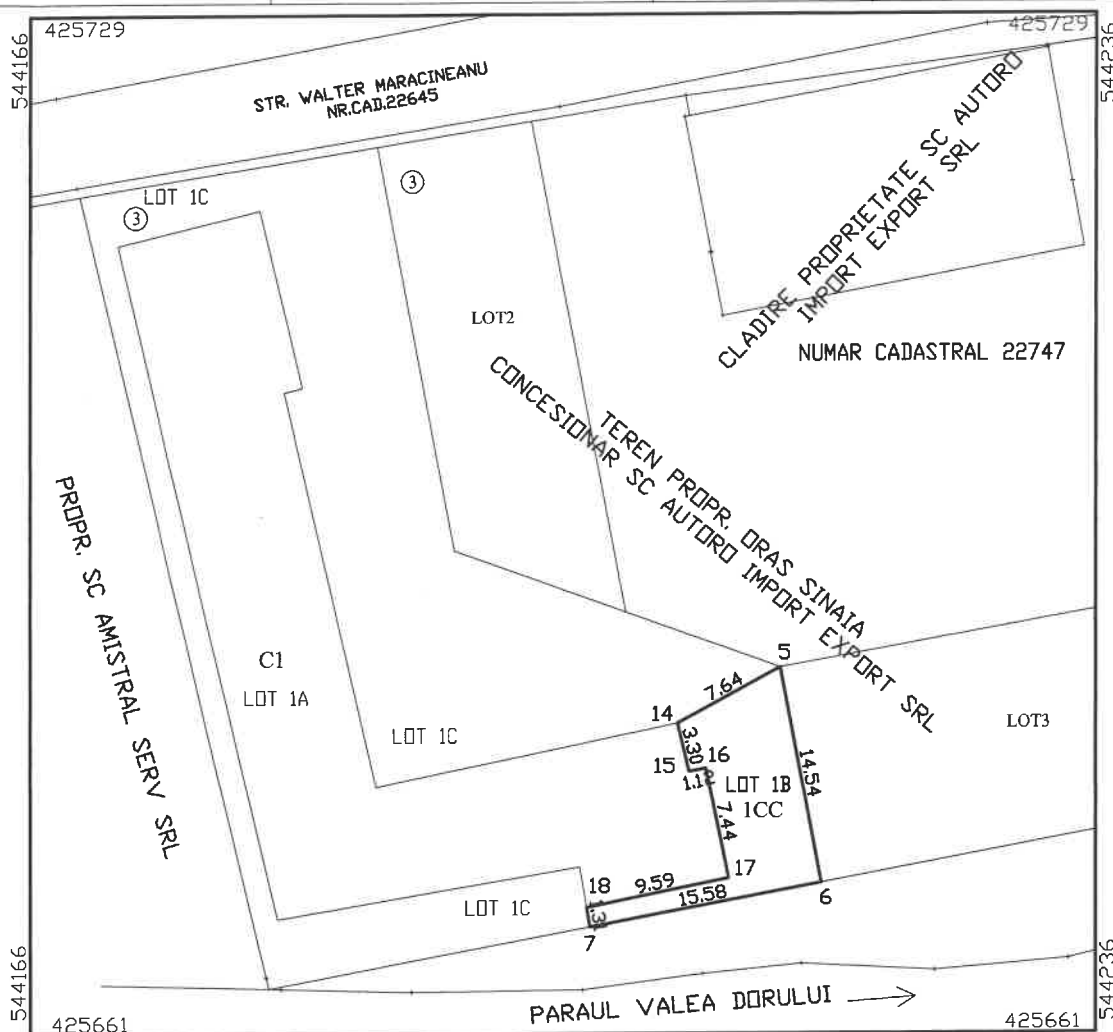 425729
425729
544166
544236
STR. WALTER MARACINEANU
NR.CAD.22645
3
3
LOT 1C
CLADIRE PROPRIETATE SC AUTORO
IMPORT EXPORT SRL
LOT2
NUMAR CADASTRAL 22747
TEREN PROPR. ORAS SINAIA
CONCESIONAR SC AUTORO IMPORT EXPORT SRL
PROPR. SC AMISTRAL SERV SRL
C1
LOT 1A
5
7.64
14
LOT3
LOT 1C
3.30
15
16
1.12
14.54
LOT 1B
1CC
7.44
17
18
9.59
15.58
6
LOT 1C
7
PARAUL VALEA DORULUI
544166
544236
425661
425661